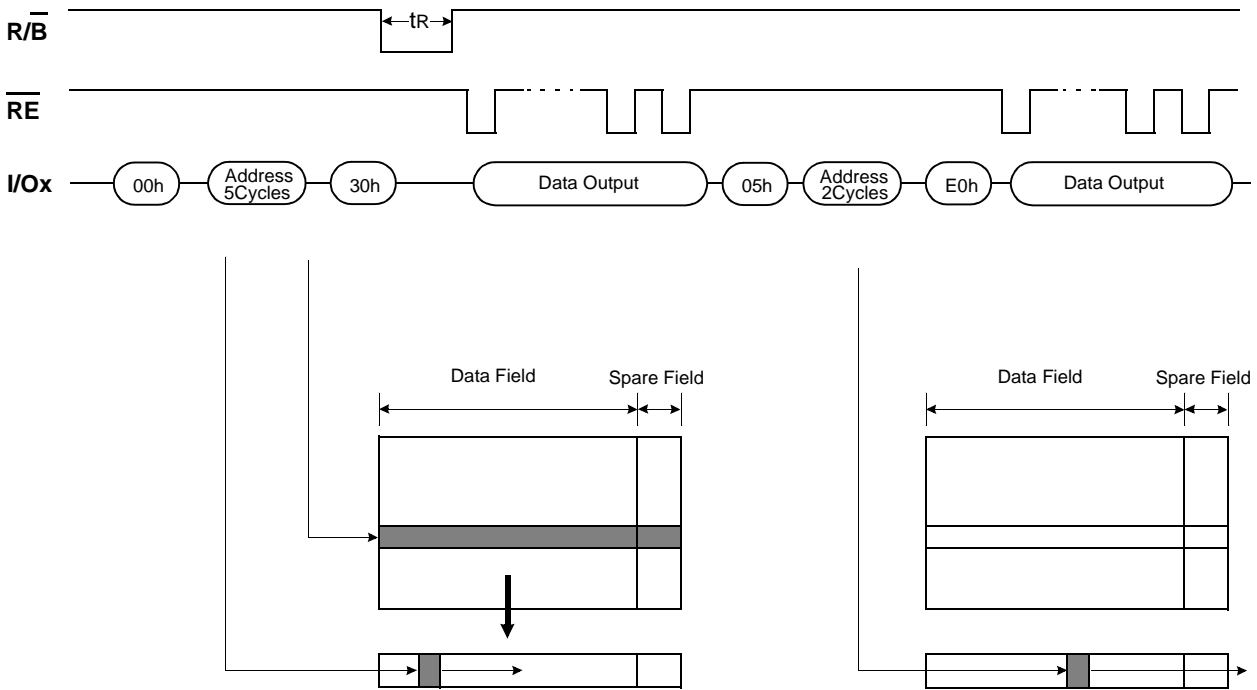 R/B
tR
RE
I/Ox
00h
Address
5Cycles
30h
Data Output
05h
Address
2Cycles
E0h
Data Output
Data Field
Spare Field
Data Field
Spare Field